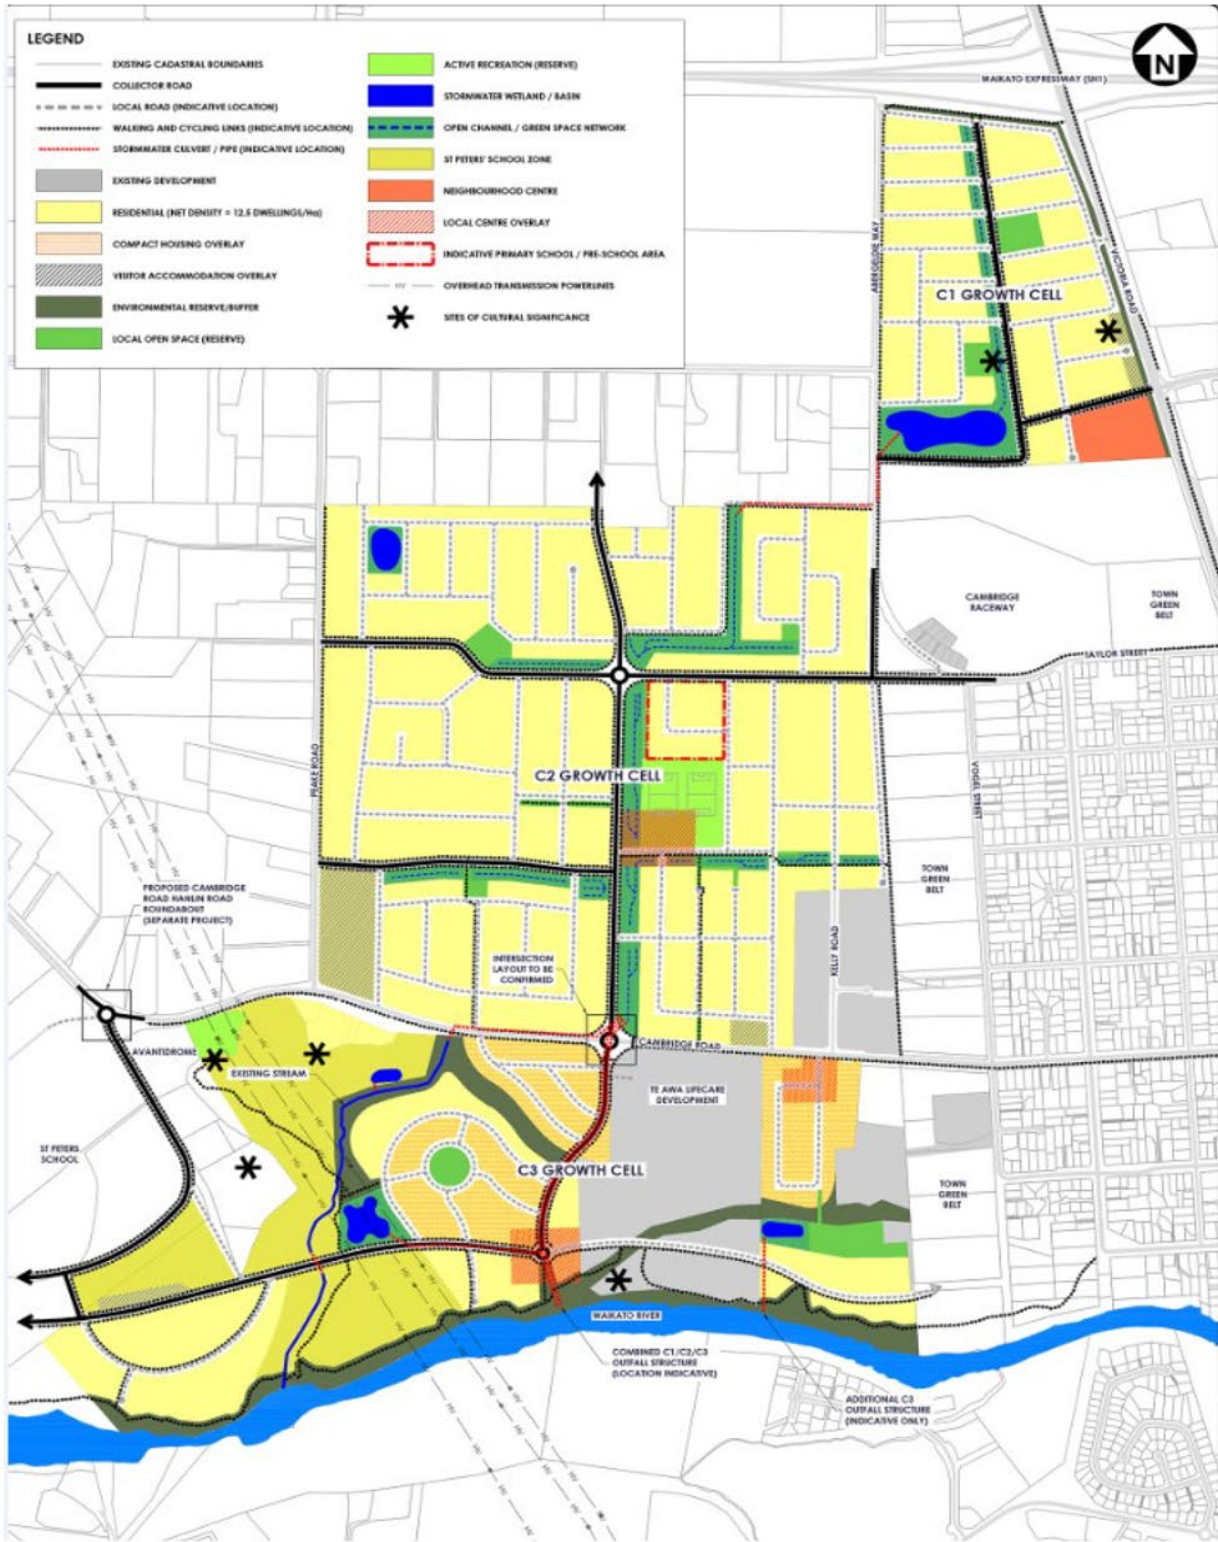 LEGEND
EXISTING CADASTRAL BOUNDARIES
COLLECTOR ROAD
LOCAL ROAD (INDICATIVE LOCATION)
WALKING AND CYCLING LINKS (INDICATIVE LOCATION)
STORMWATER CULVERT / PIPE (INDICATIVE LOCATION)
EXISTING DEVELOPMENT
RESIDENTIAL (NET DENSITY = 12.5 DWELLINGS/Ha)
COMPACT HOUSING OVERLAY
VISITOR ACCOMMODATION OVERLAY
ENVIRONMENTAL RESERVE/BUFFER
LOCAL OPEN SPACE (RESERVE)
ACTIVE RECREATION (RESERVE)
STORMWATER WETLAND / BASIN
OPEN CHANNEL / GREEN SPACE NETWORK
ST PETERS' SCHOOL ZONE
NEIGHBOURHOOD CENTRE
LOCAL CENTRE OVERLAY
INDICATIVE PRIMARY SCHOOL / PRE-SCHOOL AREA
HV
OVERHEAD TRANSMISSION POWERLINES
SITES OF CULTURAL SIGNIFICANCE
N
WAIKATO EXPRESSWAY (SH1)
ABERGELDIE WAY
VICTORIA ROAD
C1 GROWTH CELL
CAMBRIDGE
RACEWAY
TOWN
GREEN
BELT
TAYLOR STREET
PEAKE ROAD
C2 GROWTH CELL
VOGEL STREET
TOWN
GREEN
BELT
PROPOSED CAMBRIDGE
ROAD HANLIN ROAD
ROUNDABOUT
(SEPARATE PROJECT)
INTERSECTION
LAYOUT TO BE
CONFIRMED
KELLY ROAD
CAMBRIDGE ROAD
AVANTIDROME
EXISTING STREAM
TE AWA LIFECARE
DEVELOPMENT
ST PETERS
SCHOOL
C3 GROWTH CELL
TOWN
GREEN
BELT
WAIKATO RIVER
COMBINED C1/C2/C3
OUTFALL STRUCTURE
(LOCATION INDICATIVE)
ADDITIONAL C3
OUTFALL STRUCTURE
(INDICATIVE ONLY)